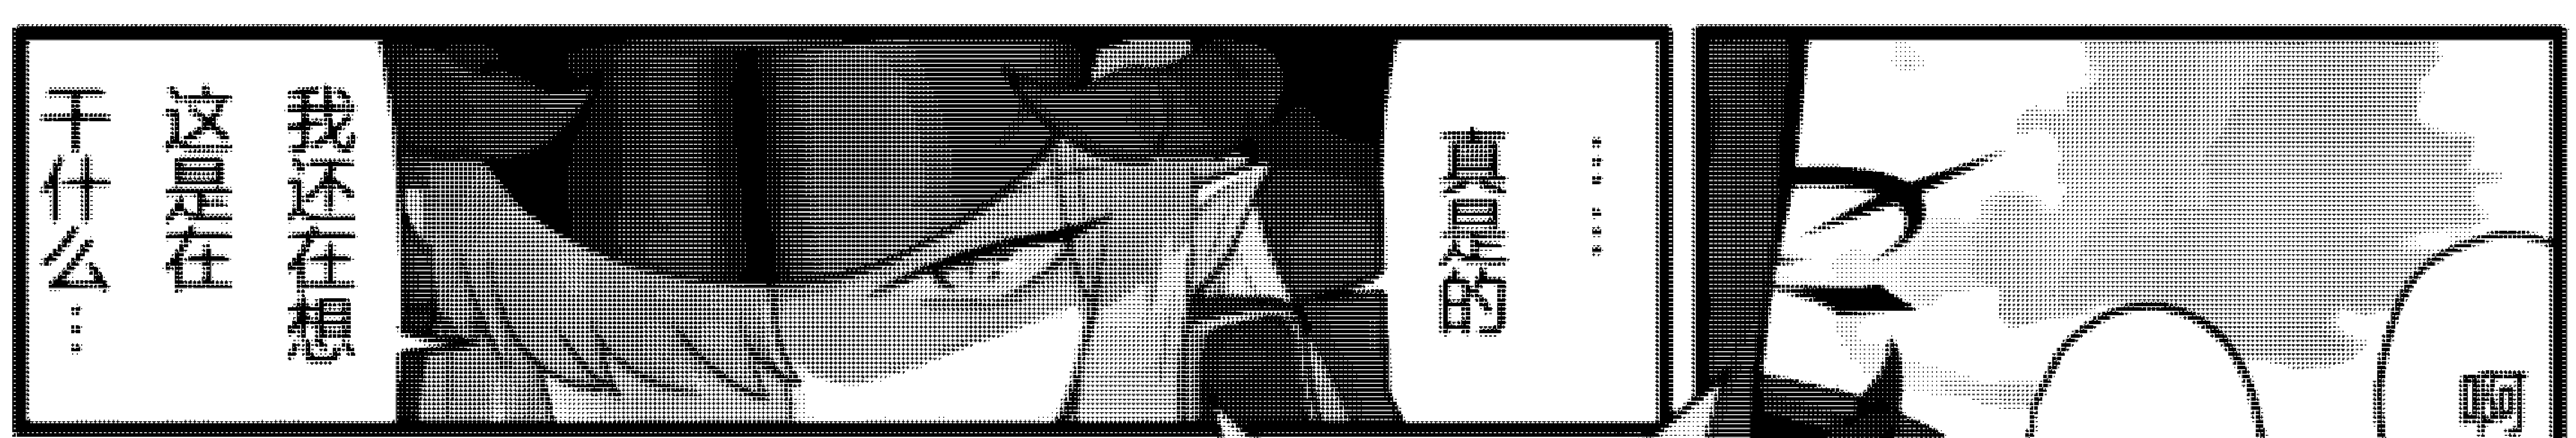 啊
……
真是的
我还在想
这是在
干什么…